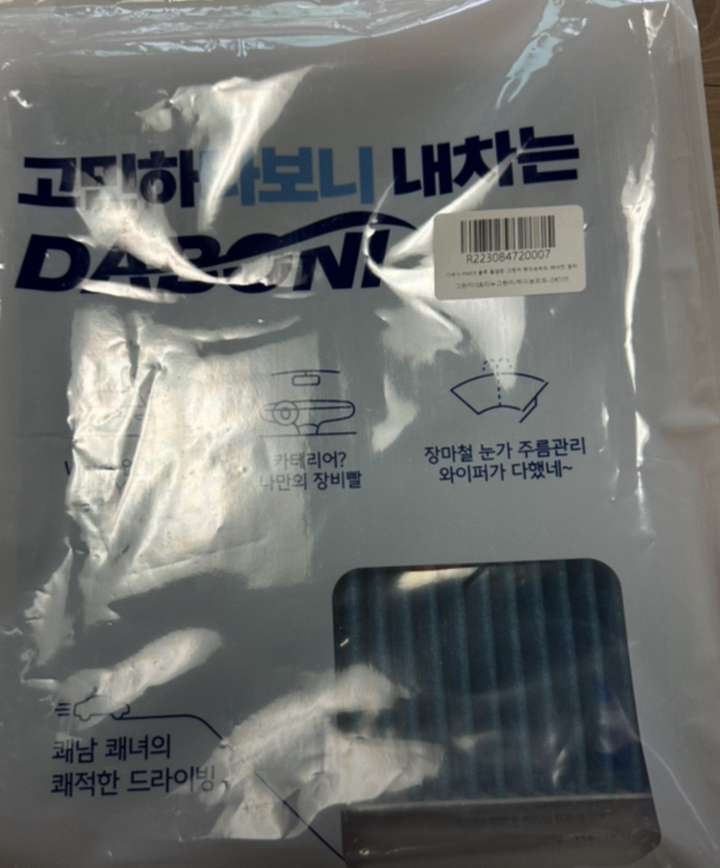 고민하다보니 내차는
DABONI
R223084720007
카테리어?
나만의 장비빨
장마철 눈가 주름관리
와이퍼가 다했네~
쾌남 쾌녀의
쾌적한 드라이빙